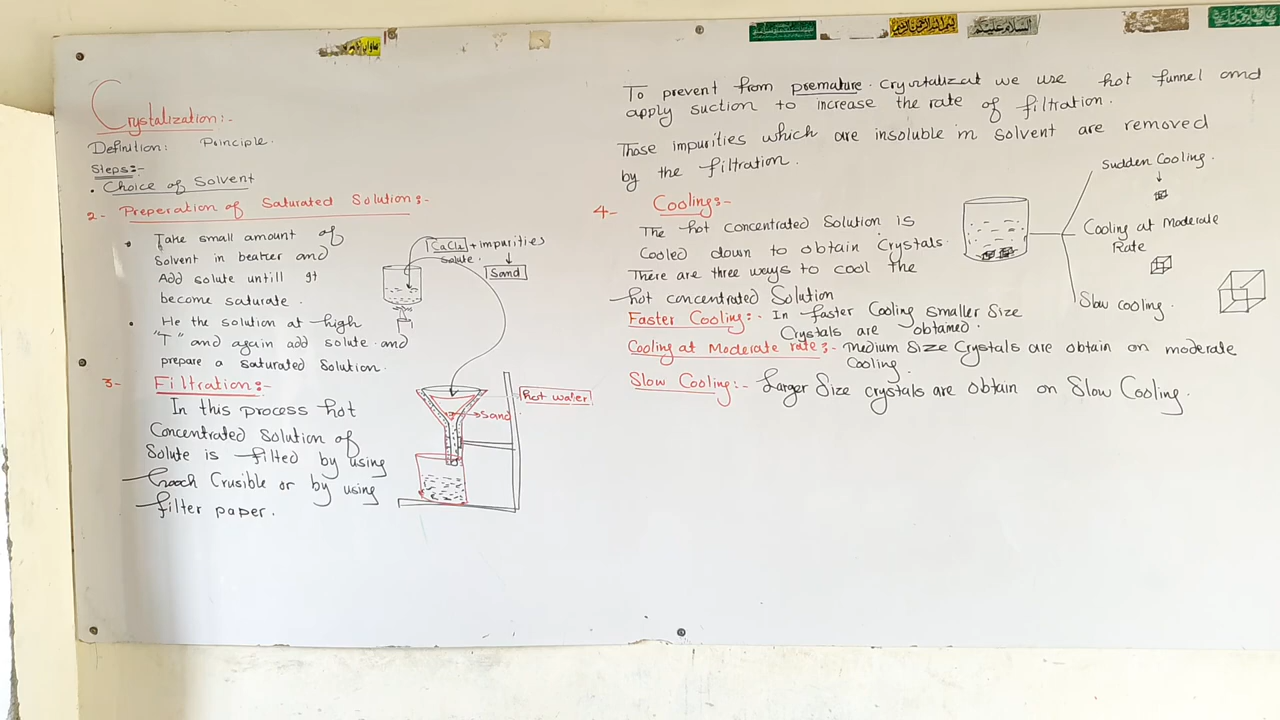 السلام علیکم
Crystalization:-
Definition: Principle.
Steps:-
. Choice of Solvent
2- Preperation of Saturated Solution:-
Take small amount of
Solvent in beaker and
Add solute untill it
become saturate.
He the solution at high
"T" and again add solute and
prepare a saturated Solution.
CaCl2 + impurities
Solute.
Sand
3- Filtration:-
In this process hot
Concentrated Solution of
Solute is filted by using
Gooch Crusible or by using
filter paper.
hot water
Sand
To prevent from premature. Crystalizat we use hot funnel and
apply suction to increase the rate of filtration.
Those impurities which are insoluble in solvent are removed
by the filtration.
4- Cooling:-
The hot concentrated Solution is
Cooled down to obtain Crystals.
There are three ways to cool the
hot concentrated Solution
Sudden Cooling.
Cooling at Moderate
Rate
Slow cooling.
Faster Cooling:- In faster Cooling smaller Size
Crystals are obtained.
Cooling at Moderate rate:- Medium Size Crystals are obtain on moderate
Cooling.
Slow Cooling:- Larger Size crystals are obtain on Slow Cooling.